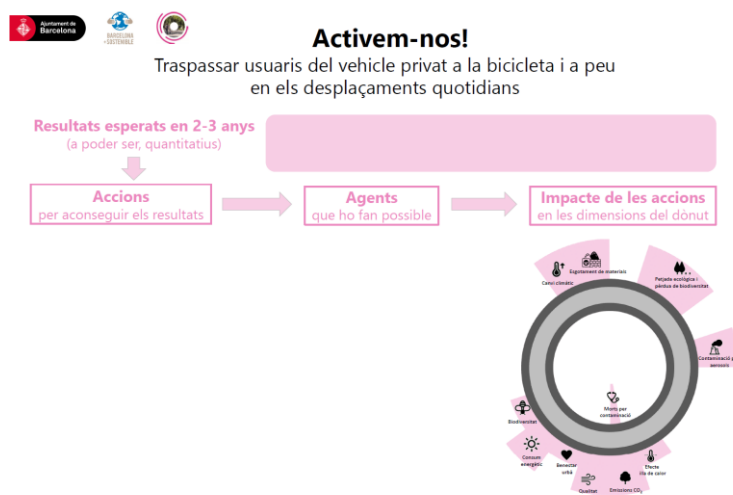 Ajuntament de
Barcelona
BARCELONA
+SOSTENIBLE
Activem-nos!
Traspassar usuaris del vehicle privat a la bicicleta i a peu
en els desplaçaments quotidians
Resultats esperats en 2-3 anys
(a poder ser, quantitatius)
Accions
per aconseguir els resultats
Agents
que ho fan possible
Impacte de les accions
en les dimensions del dònut
Esgotament de materials
Canvi climàtic
Petjada ecològica i
pèrdua de biodiversitat
Contaminació p
aerosols
Morts per
contaminació
Biodiversitat
Consum
energètic
Benestar
urbà
Qualitat
Emissions CO₂
Efecte
illa de calor